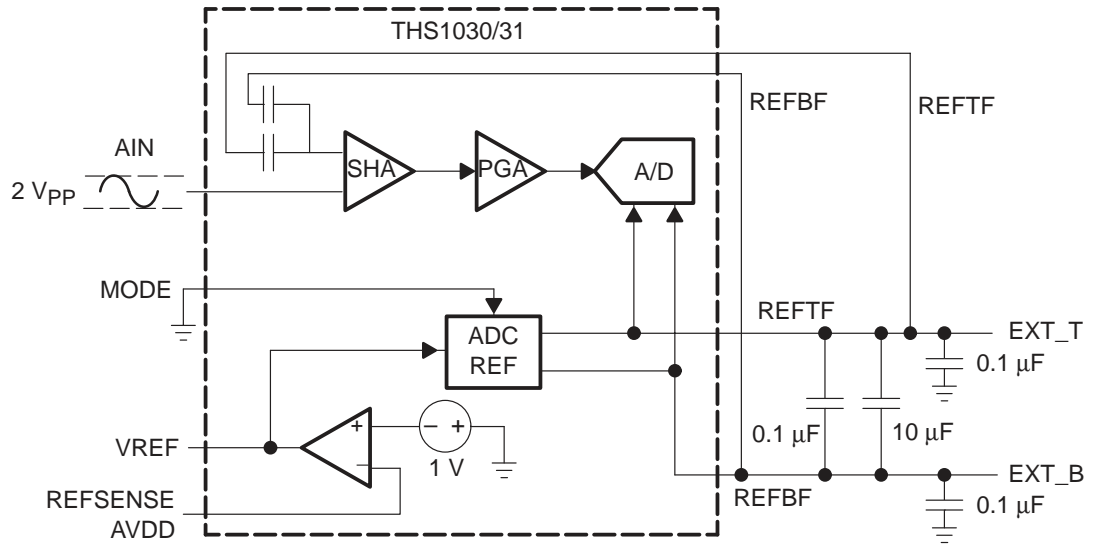 THS1030/31
REFBF
REFTF
AIN
2 VPP
SHA
PGA
A/D
MODE
ADC
REF
REFTF
EXT_T
0.1 μF
VREF
+
−
− +
1 V
0.1 μF
10 μF
REFBF
EXT_B
0.1 μF
REFSENSE
AVDD